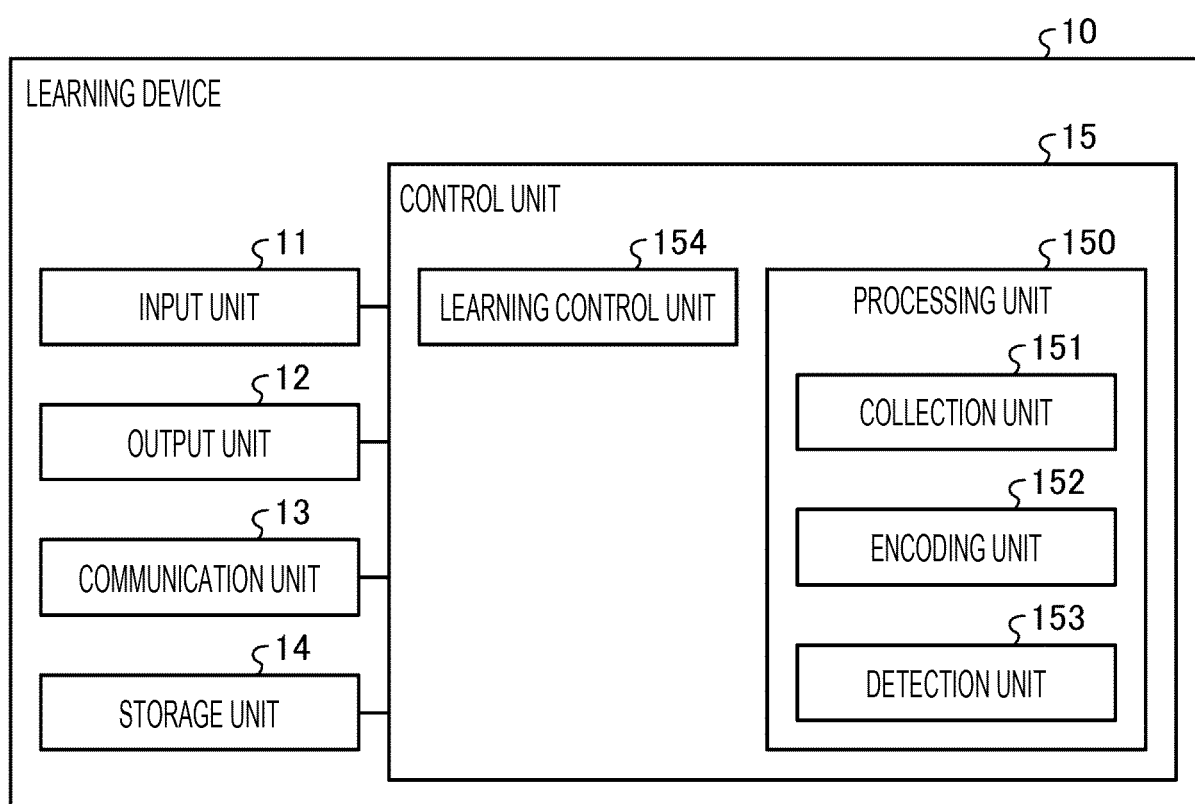 10
LEARNING DEVICE
15
CONTROL UNIT
11
INPUT UNIT
154
LEARNING CONTROL UNIT
150
PROCESSING UNIT
151
COLLECTION UNIT
12
OUTPUT UNIT
152
ENCODING UNIT
13
COMMUNICATION UNIT
153
DETECTION UNIT
14
STORAGE UNIT